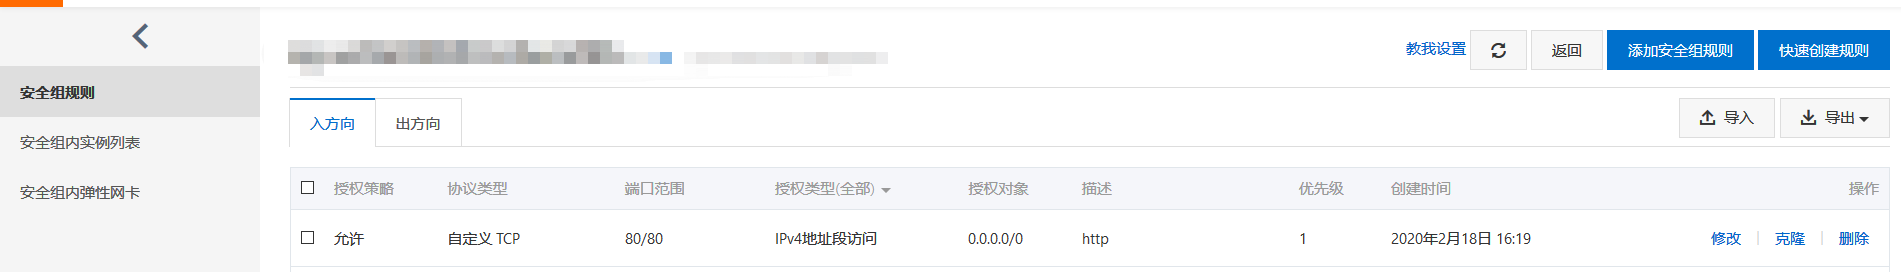 教我设置 返回 添加安全组规则 快速创建规则
安全组规则
安全组内实例列表
安全组内弹性网卡
入方向 出方向 导入 导出
授权策略 协议类型 端口范围 授权类型(全部) 授权对象 描述 优先级 创建时间 操作
允许 自定义 TCP 80/80 IPv4地址段访问 0.0.0.0/0 http 1 2020年2月18日 16:19 修改 克隆 删除